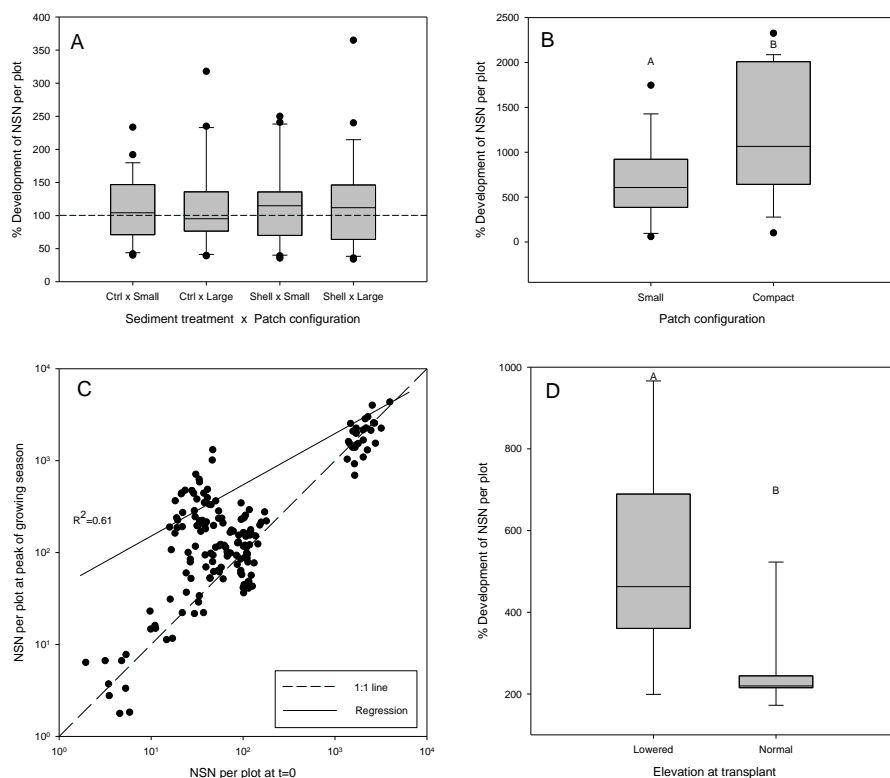 A
% Development of NSN per plot
400
350
300
250
200
150
100
50
0
Ctrl x Small Ctrl x Large Shell x Small Shell x Large
Sediment treatment x Patch configuration
B
% Development of NSN per plot
2500
2000
1500
1000
500
0
A
B
Small Compact
Patch configuration
C
NSN per plot at peak of growing season
10^4
10^3
10^2
10^1
10^0
R^2=0.61
1:1 line
Regression
10^0 10^1 10^2 10^3 10^4
NSN per plot at t=0
D
% Development of NSN per plot
1000
800
600
400
200
A
B
Lowered Normal
Elevation at transplant